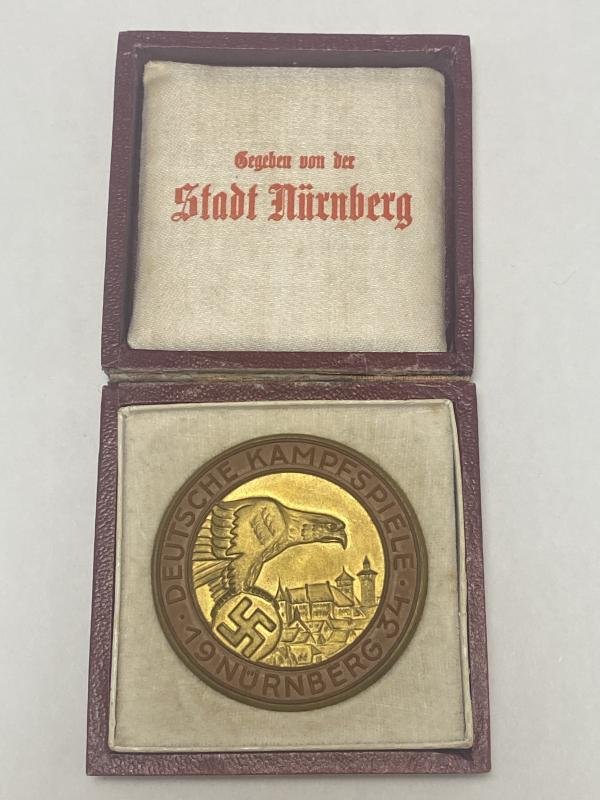 Gegeben von der
Stadt Nürnberg
· DEUTSCHE KAMPFSPIELE ·
19 NÜRNBERG 34